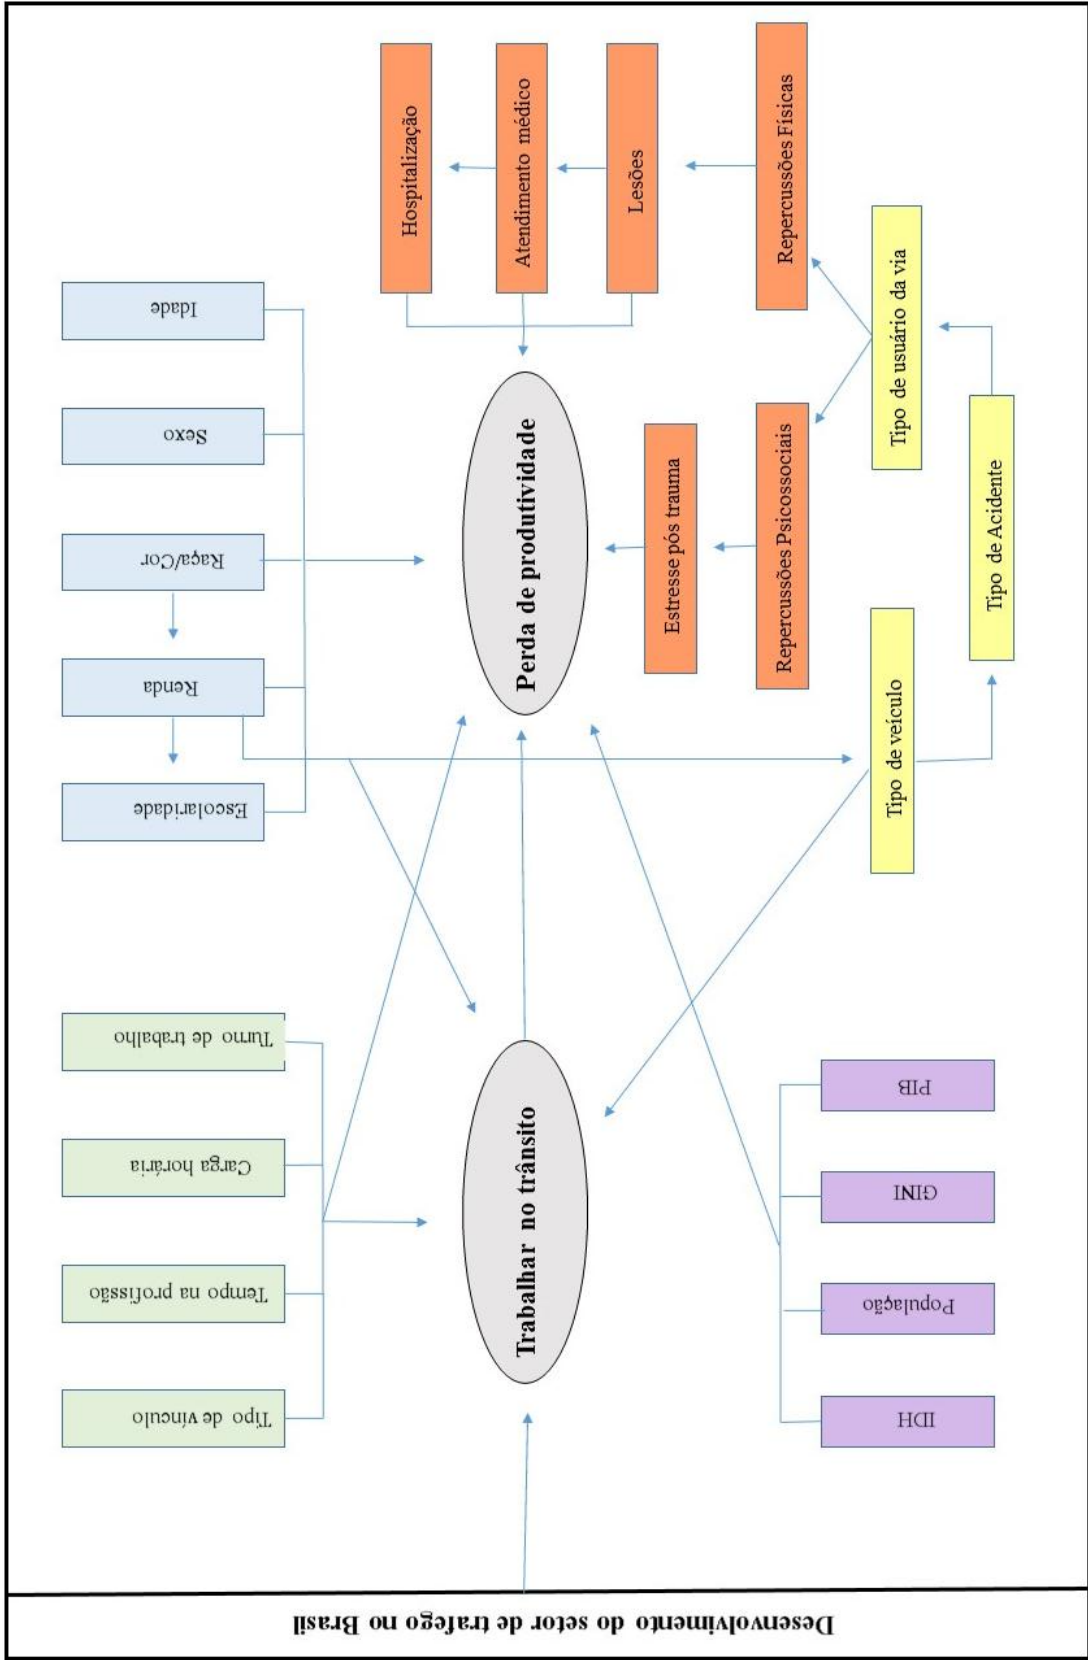 Desenvolvimento do setor de trafego no Brasil
Tipo de vínculo
Tempo na profissão
Carga horária
Turno de trabalho
Escolaridade
Renda
Raça/Cor
Sexo
Idade
Trabalhar no trânsito
Perda de produtividade
Hospitalização
Atendimento médico
Lesões
Repercussões Físicas
Estresse pós trauma
Repercussões Psicossociais
IDH
População
GINI
PIB
Tipo de veículo
Tipo de Acidente
Tipo de usuário da via